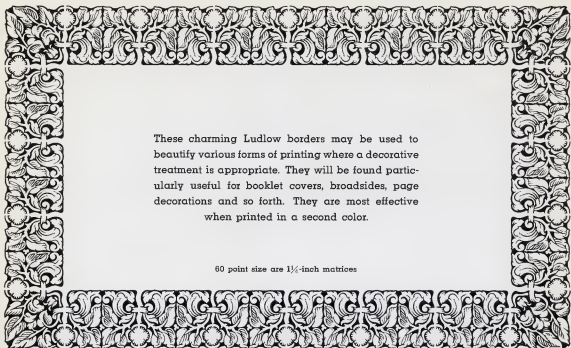 These charming Ludlow borders may be used to
beautify various forms of printing where a decorative
treatment is appropriate. They will be found partic-
ularly useful for booklet covers, broadsides, page
decorations and so forth. They are most effective
when printed in a second color.
60 point size are 1½-inch matrices